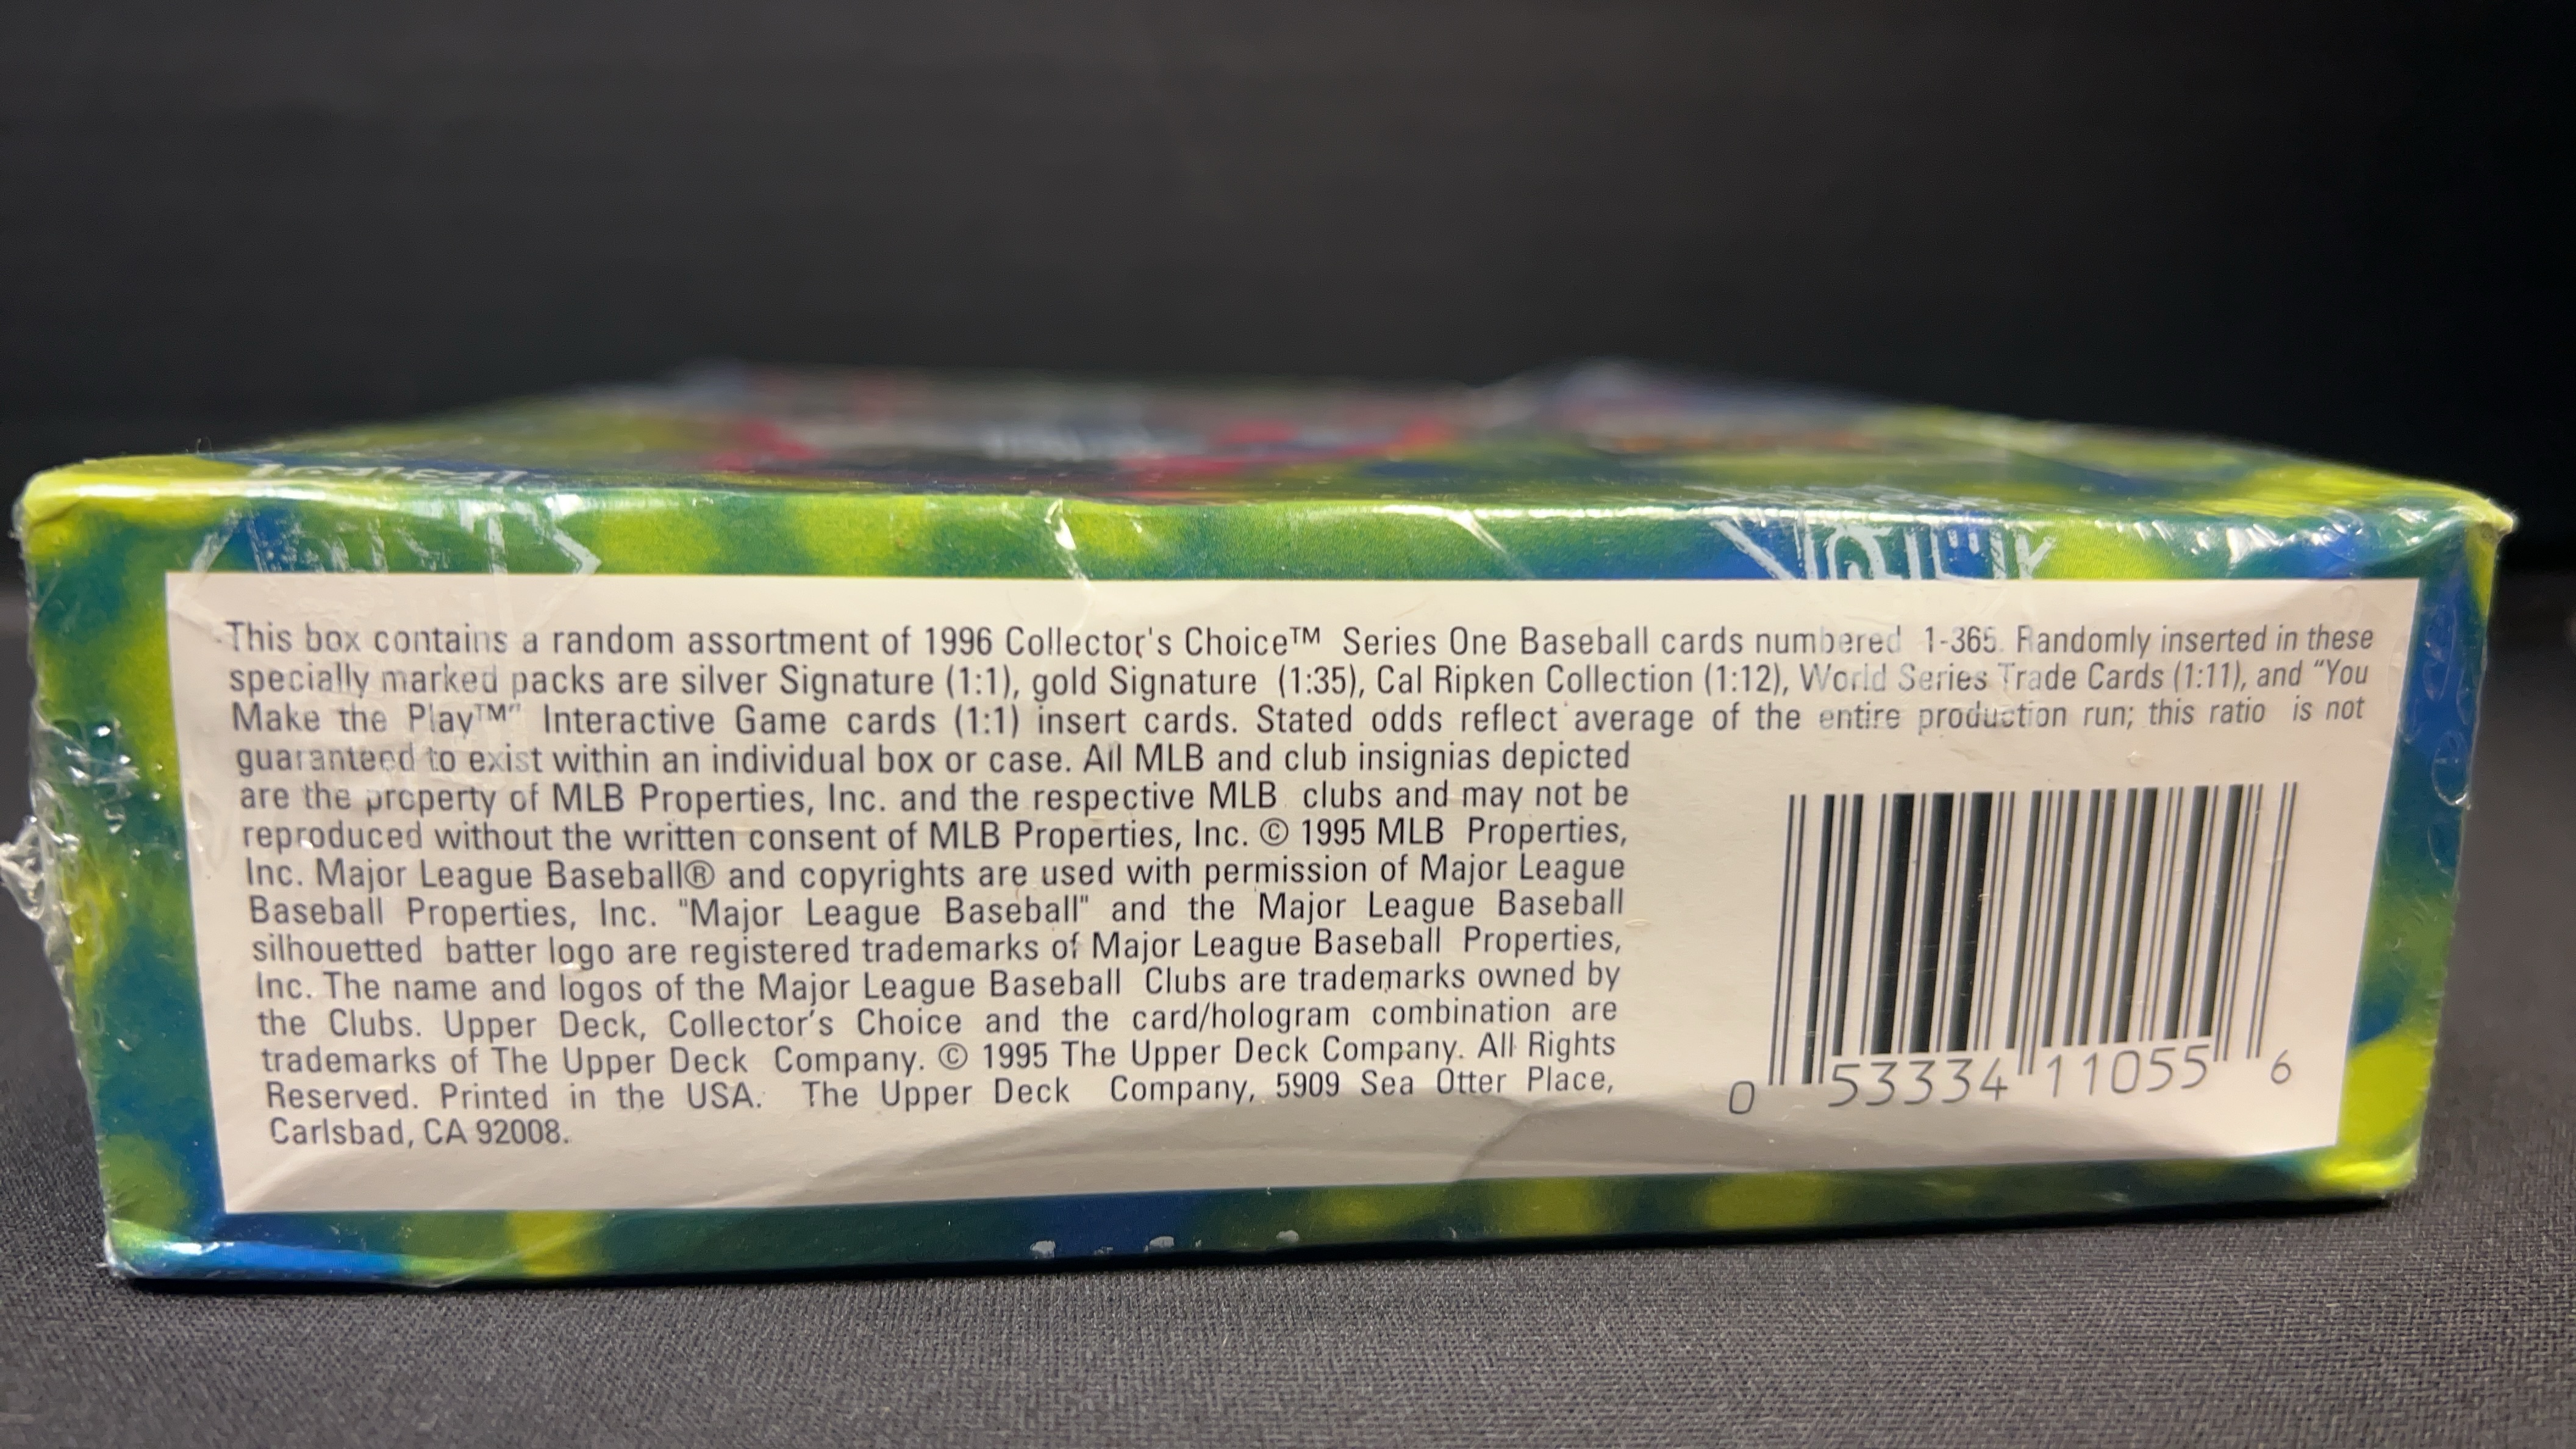 This box contains a random assortment of 1996 Collector's Choice™ Series One Baseball cards numbered 1-365. Randomly inserted in these
specially marked packs are silver Signature (1:1), gold Signature (1:35), Cal Ripken Collection (1:12), World Series Trade Cards (1:11), and “You
Make the Play™” Interactive Game cards (1:1) insert cards. Stated odds reflect average of the entire production run; this ratio is not
guaranteed to exist within an individual box or case. All MLB and club insignias depicted
are the property of MLB Properties, Inc. and the respective MLB clubs and may not be
reproduced without the written consent of MLB Properties, Inc. © 1995 MLB Properties,
Inc. Major League Baseball® and copyrights are used with permission of Major League
Baseball Properties, Inc. "Major League Baseball" and the Major League Baseball
silhouetted batter logo are registered trademarks of Major League Baseball Properties,
Inc. The name and logos of the Major League Baseball Clubs are trademarks owned by
the Clubs. Upper Deck, Collector's Choice and the card/hologram combination are
trademarks of The Upper Deck Company. © 1995 The Upper Deck Company. All Rights
Reserved. Printed in the USA. The Upper Deck Company, 5909 Sea Otter Place,
Carlsbad, CA 92008.
0 53334 11055 6